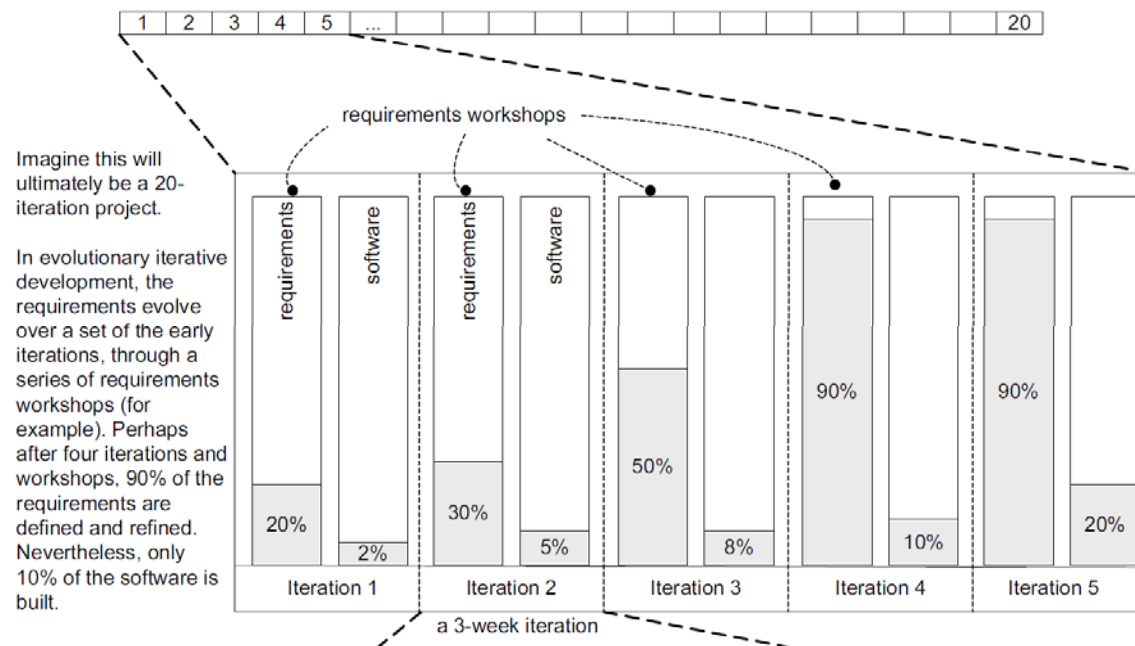 1 2 3 4 5 ... 20
requirements workshops
Imagine this will
ultimately be a 20-
iteration project.
In evolutionary iterative
development, the
requirements evolve
over a set of the early
iterations, through a
series of requirements
workshops (for
example). Perhaps
after four iterations and
workshops, 90% of the
requirements are
defined and refined.
Nevertheless, only
10% of the software is
built.
requirements
software
requirements
software
20%
2%
30%
5%
50%
8%
90%
10%
90%
20%
Iteration 1
Iteration 2
Iteration 3
Iteration 4
Iteration 5
a 3-week iteration